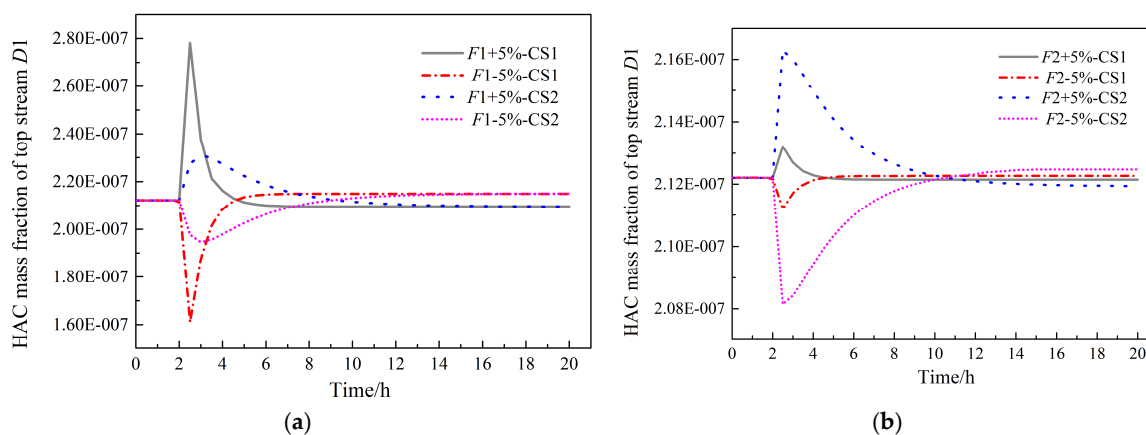 2.80E-007
2.60E-007
2.40E-007
2.20E-007
2.00E-007
1.80E-007
1.60E-007
HAC mass fraction of top stream D1
F1+5%-CS1
F1-5%-CS1
F1+5%-CS2
F1-5%-CS2
0 2 4 6 8 10 12 14 16 18 20
Time/h
(a)
2.16E-007
2.14E-007
2.12E-007
2.10E-007
2.08E-007
HAC mass fraction of top stream D1
F2+5%-CS1
F2-5%-CS1
F2+5%-CS2
F2-5%-CS2
0 2 4 6 8 10 12 14 16 18 20
Time/h
(b)